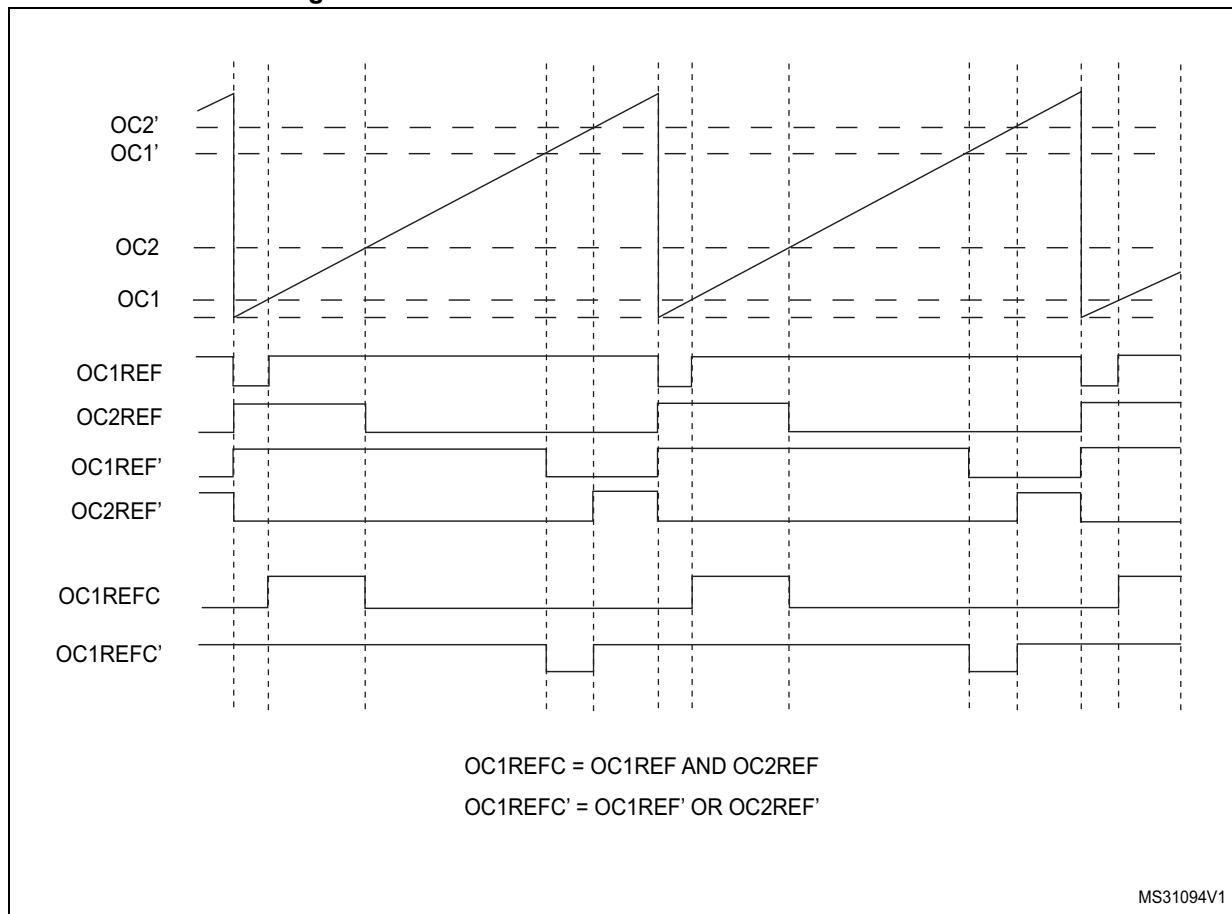 OC2’
OC1’
OC2
OC1
OC1REF
OC2REF
OC1REF’
OC2REF’
OC1REFC
OC1REFC’
OC1REFC = OC1REF AND OC2REF
OC1REFC’ = OC1REF’ OR OC2REF’
MS31094V1